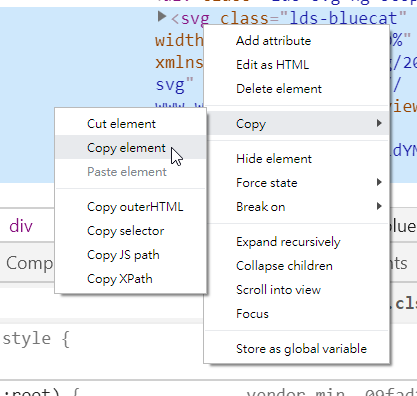 <svg class="lds-bluecat"
width
0%"
xmlns
g/20
svg"
Add attribute
Edit as HTML
Delete element
Copy
Hide element
Force state
Break on
Expand recursively
Collapse children
Scroll into view
Focus
Store as global variable
Cut element
Copy element
Paste element
Copy outerHTML
Copy selector
Copy JS path
Copy XPath
div
Comp
style {
:root) {